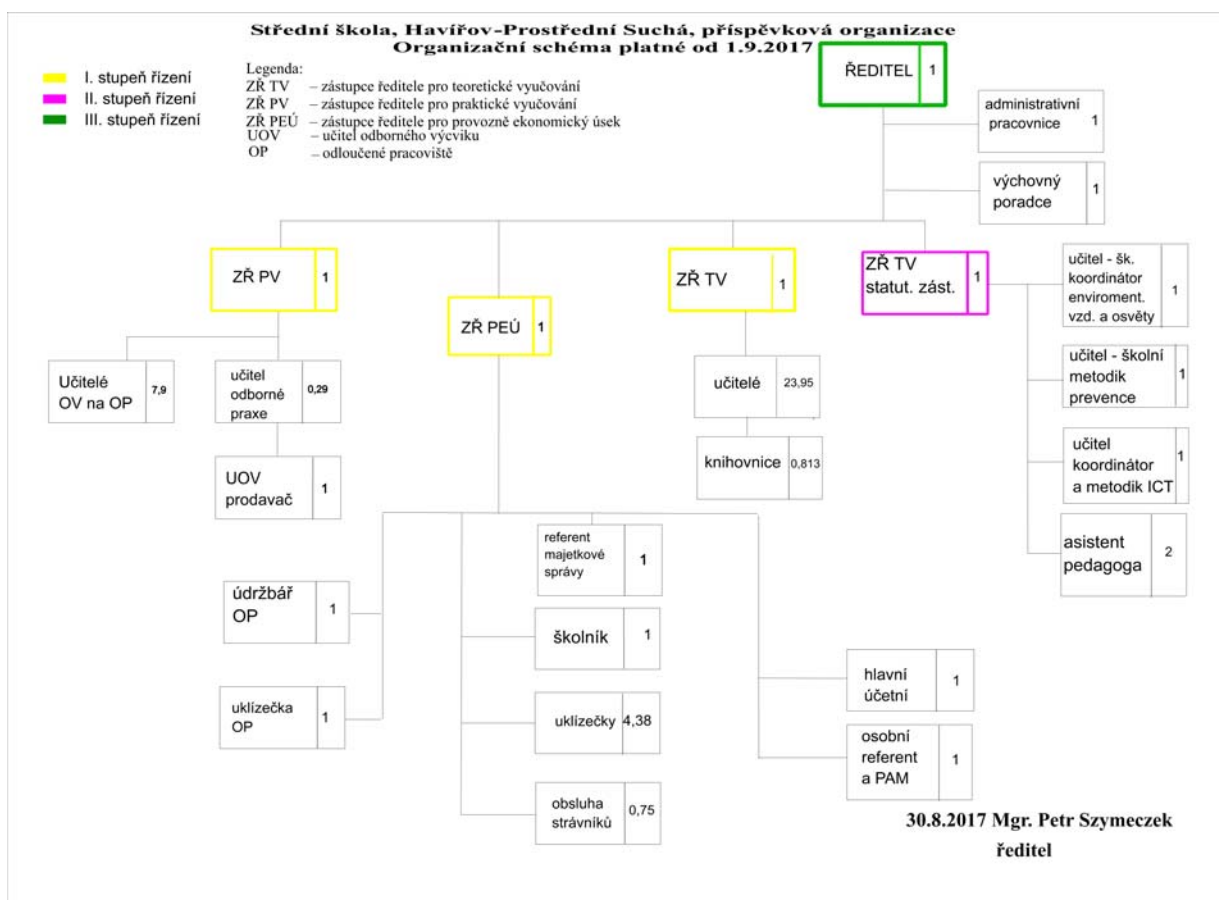 Střední škola, Havířov-Prostřední Suchá, příspěvková organizace
Organizační schéma platné od 1.9.2017
I. stupeň řízení
II. stupeň řízení
III. stupeň řízení
Legenda:
ZŘ TV – zástupce ředitele pro teoretické vyučování
ZŘ PV – zástupce ředitele pro praktické vyučování
ZŘ PEÚ – zástupce ředitele pro provozně ekonomický úsek
UOV – učitel odborného výcviku
OP – odloučené pracoviště
ŘEDITEL 1
administrativní
pracovnice 1
výchovný
poradce 1
ZŘ PV 1
ZŘ PEÚ 1
ZŘ TV 1
ZŘ TV
statut. zást. 1
učitel - šk.
koordinátor
enviroment.
vzd. a osvěty 1
učitel - školní
metodik
prevence 1
učitel
koordinátor
a metodik ICT 1
asistent
pedagoga 2
Učitelé
OV na OP 7,9
učitel
odborné
praxe 0,29
UOV
prodavač 1
učitelé 23,95
knihovnice 0,813
referent
majetkové
správy 1
údržbář
OP 1
školník 1
uklízečka
OP 1
uklízečky 4,38
obsluha
strávníků 0,75
hlavní
účetní 1
osobní
referent
a PAM 1
30.8.2017 Mgr. Petr Szymeczek
ředitel